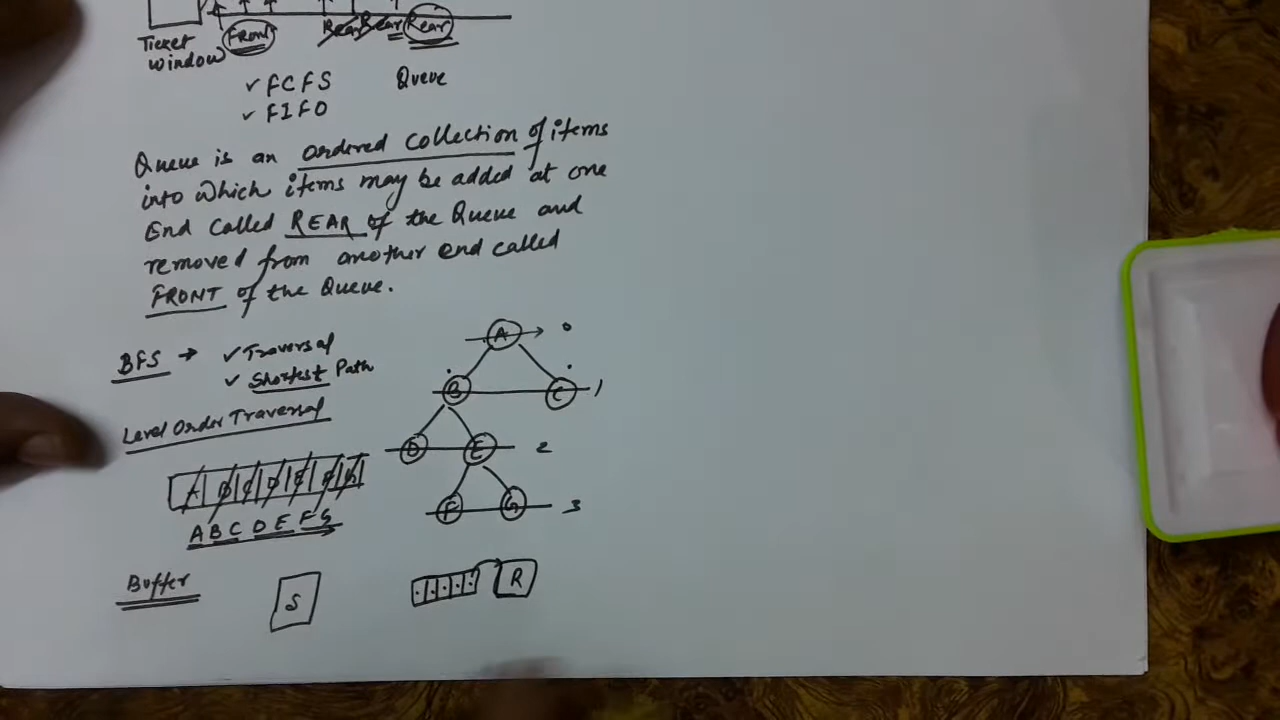 Ticket
window
Front
Rear Rear Rear
✓ FCFS Queue
✓ FIFO
Queue is an ordered collection of items
into which items may be added at one
End called REAR of the Queue and
removed from another end called
FRONT of the Queue.
BFS → ✓ Traversal
✓ Shortest Path
Level Order Traversal
A 0
B C 1
D E 2
F G 3
A B C D E F G
A B C D E F G
Buffer
S
R